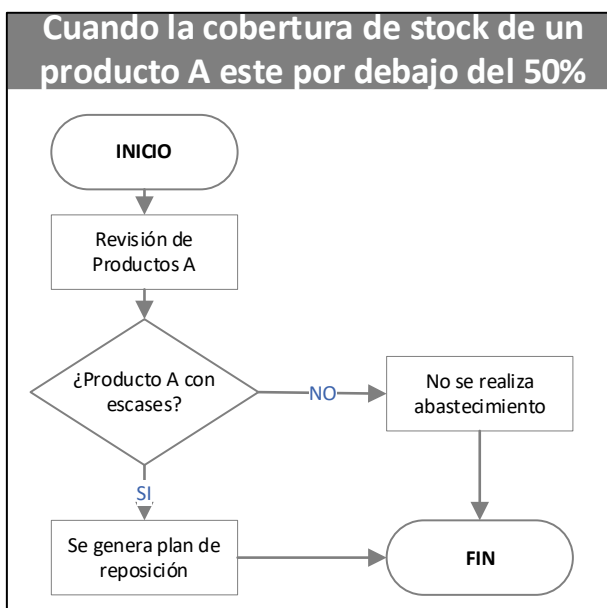 Cuando la cobertura de stock de un
producto A este por debajo del 50%
INICIO
Revisión de
Productos A
¿Producto A con
escases?
NO
No se realiza
abastecimiento
SI
Se genera plan de
reposición
FIN